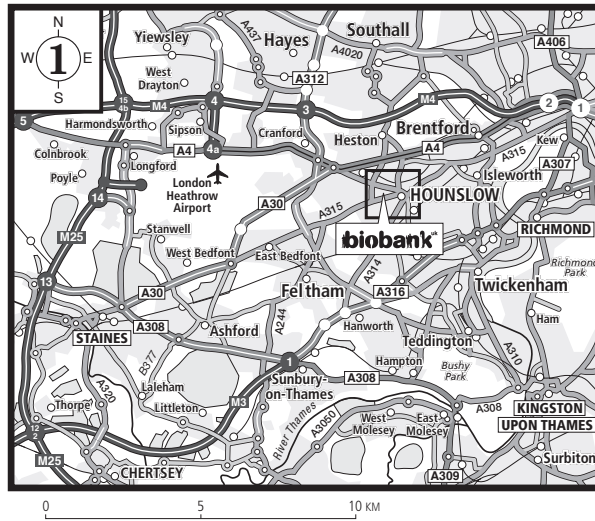 N
W 1 E
S
Yiewsley
A437
Hayes
Southall
A4020
A406
West
Drayton
A312
15
4b
M4
4
3
M4
2
1
5
Harmondsworth
Sipson
Cranford
Heston
Brentford
Colnbrook
Longford
A4
4a
A4
A315
Kew
A307
Poyle
London
Heathrow
Airport
Isleworth
14
A30
A315
HOUNSLOW
M25
Stanwell
RICHMOND
biobank uk
West Bedfont
East Bedfont
A314
Richmond
Park
13
A30
Feltham
A316
Twickenham
A308
Ashford
A244
Hanworth
Ham
STAINES
B377
Teddington
A310
1
Hampton
Bushy
Park
Sunbury-
on-Thames
A308
A308
Laleham
Thorpe
A320
Littleton
M3
River Thames
A3050
West
Molesey
East
Molesey
KINGSTON
UPON THAMES
12
2
M25
CHERTSEY
A309
Surbiton
0 5 10 KM